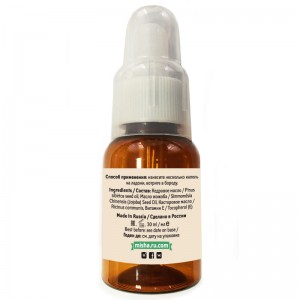 Способ применения: нанесите несколько капель
на ладони, вотрите в бороду.
Ingredients / Состав: Кедровое масло / Pinus
sibirica seed oil, Масло жожоба / Simmondsia
Chinensis (Jojoba) Seed Oil, Касторовое масло /
Ricinus communis, Витамин Е / Tocopherol (E)
Made In Russia / Сделано в России
30 ml / мл ℮
Best before see date on base /
Годен до: см. дату на упаковке
misha.ru.com